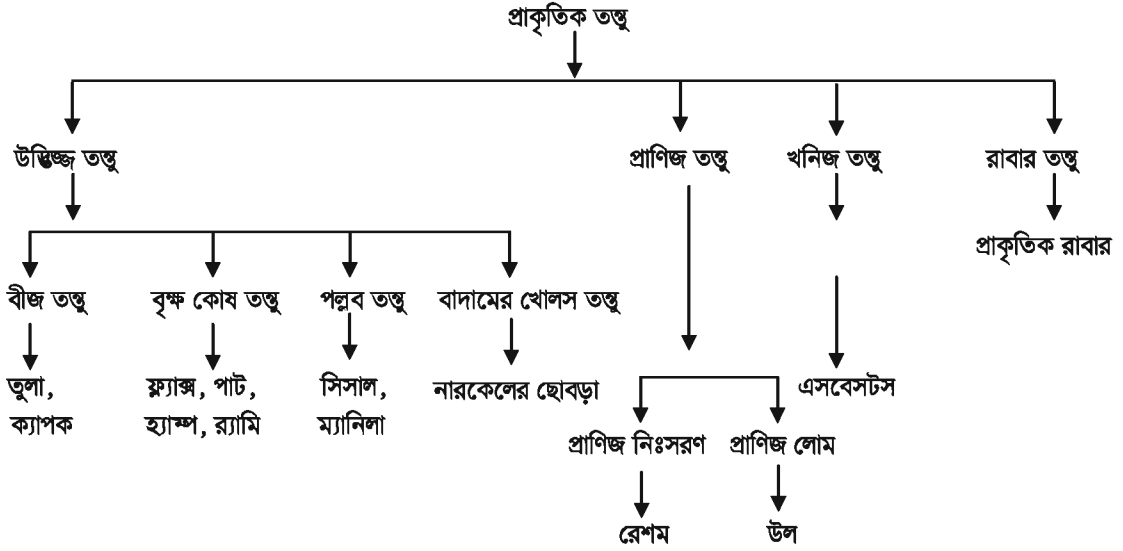 প্রাকৃতিক তন্তু
উদ্ভিজ্জ তন্তু
প্রাণিজ তন্তু
খনিজ তন্তু
রাবার তন্তু
প্রাকৃতিক রাবার
বীজ তন্তু
বৃক্ষ কোষ তন্তু
পল্লব তন্তু
বাদামের খোলস তন্তু
তুলা,
ক্যাপক
ফ্ল্যাক্স, পাট,
হ্যাম্প, র‍্যামি
সিসাল,
ম্যানিলা
নারকেলের ছোবড়া
এসবেসটস
প্রাণিজ নিঃসরণ
প্রাণিজ লোম
রেশম
উল